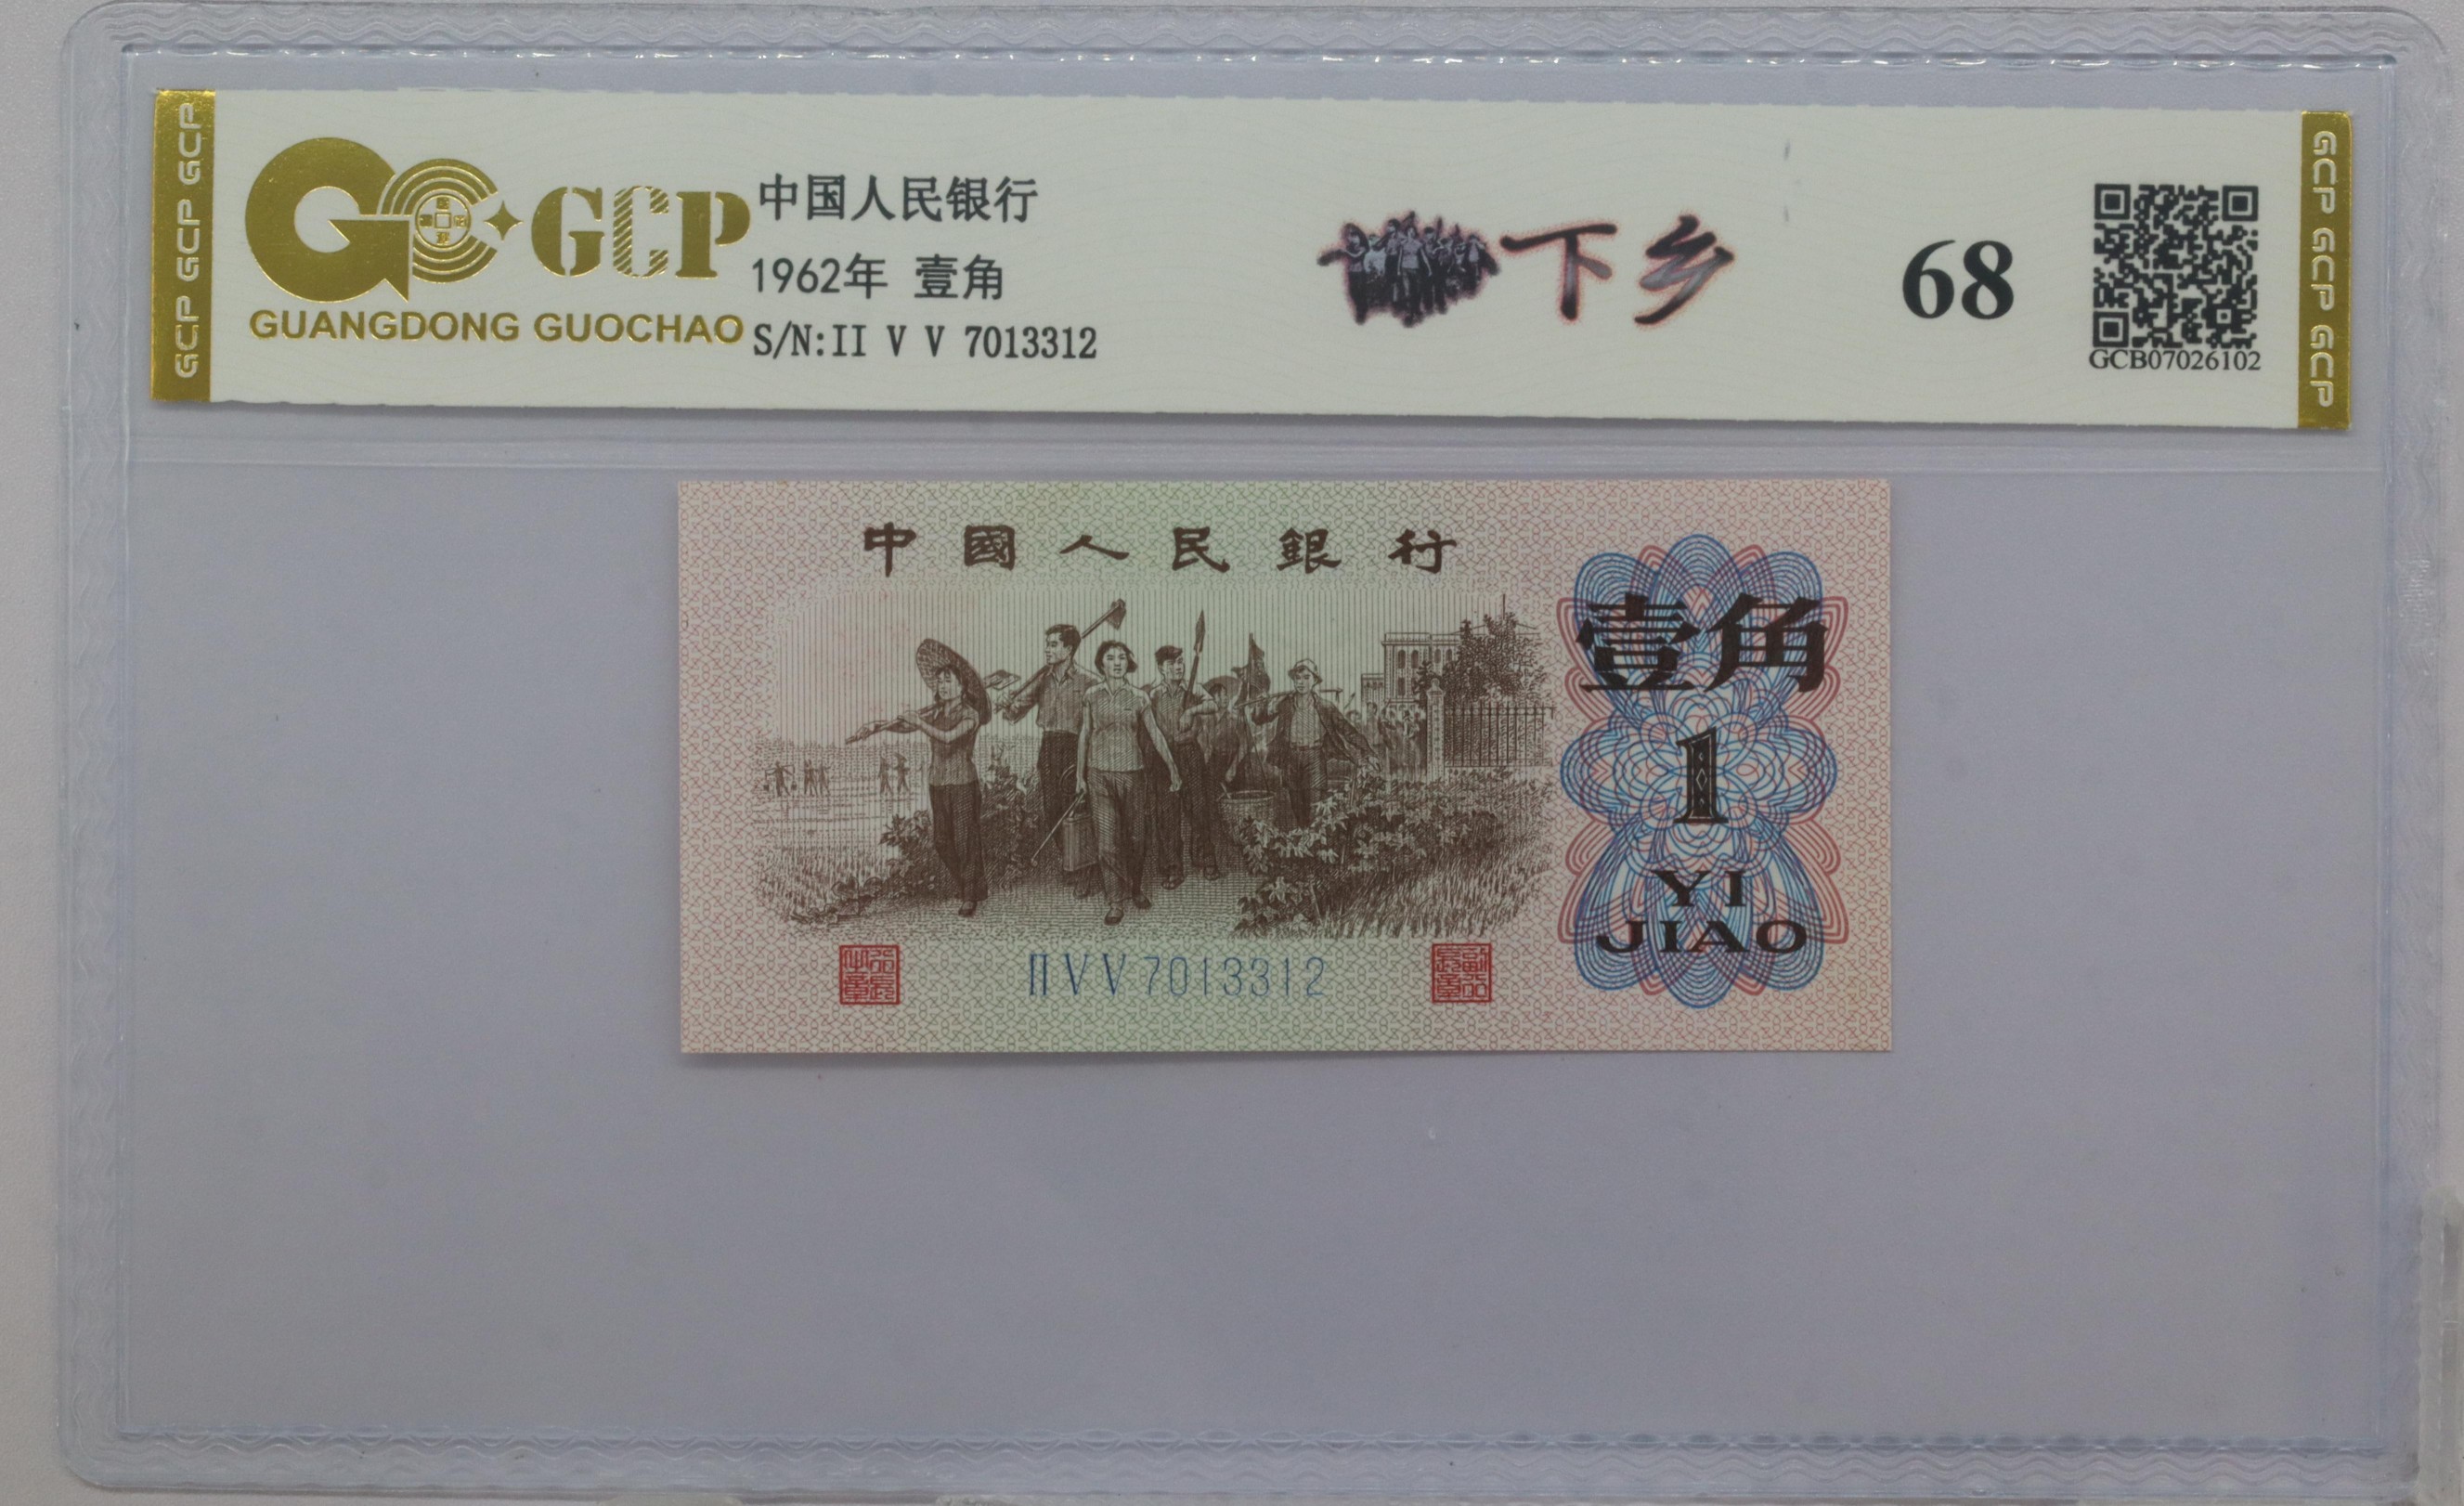 GCP GCP GCP
GCP
GUANGDONG GUOCHAO
中国人民银行
1962年 壹角
S/N:II V V 7013312
下乡
68
GCB07026102
GCP GCP GCP
中國人民銀行
壹角
1
YI
JIAO
II V V 7013312